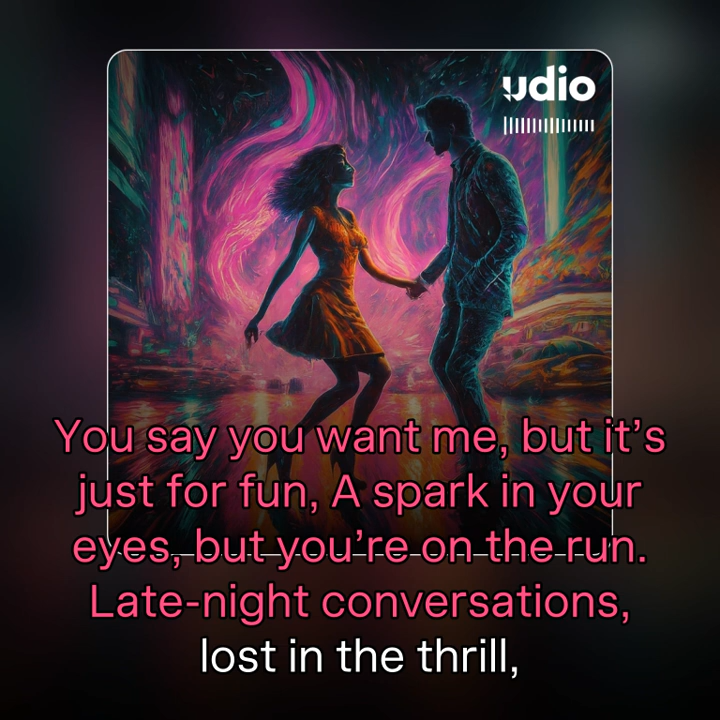 udio
You say you want me, but it’s
just for fun, A spark in your
eyes, but you’re on the run.
Late-night conversations,
lost in the thrill,